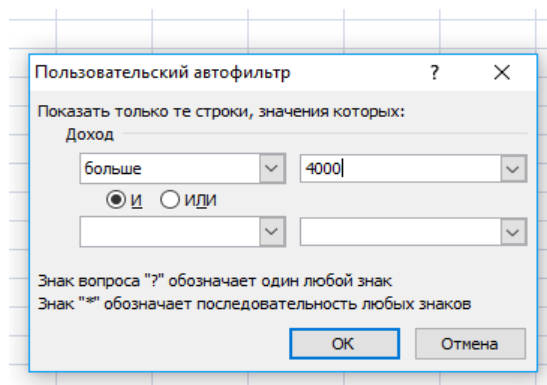 Пользовательский автофильтр ?
Показать только те строки, значения которых:
Доход
больше 4000
И ИЛИ
Знак вопроса "?" обозначает один любой знак
Знак "*" обозначает последовательность любых знаков
ОК Отмена